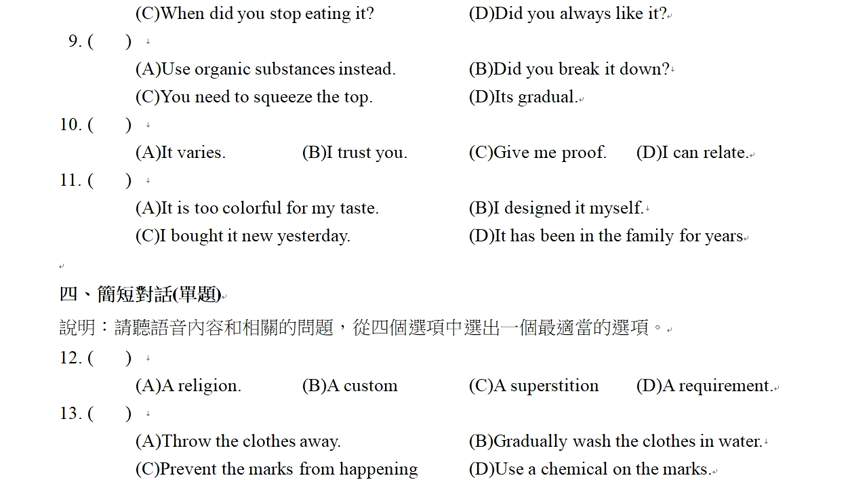 (C)When did you stop eating it? (D)Did you always like it?
9. ( )
(A)Use organic substances instead. (B)Did you break it down?
(C)You need to squeeze the top. (D)Its gradual.
10. ( )
(A)It varies. (B)I trust you. (C)Give me proof. (D)I can relate.
11. ( )
(A)It is too colorful for my taste. (B)I designed it myself.
(C)I bought it new yesterday. (D)It has been in the family for years
四、簡短對話(單題)
說明：請聽語音內容和相關的問題，從四個選項中選出一個最適當的選項。
12. ( )
(A)A religion. (B)A custom (C)A superstition (D)A requirement.
13. ( )
(A)Throw the clothes away. (B)Gradually wash the clothes in water.
(C)Prevent the marks from happening (D)Use a chemical on the marks.